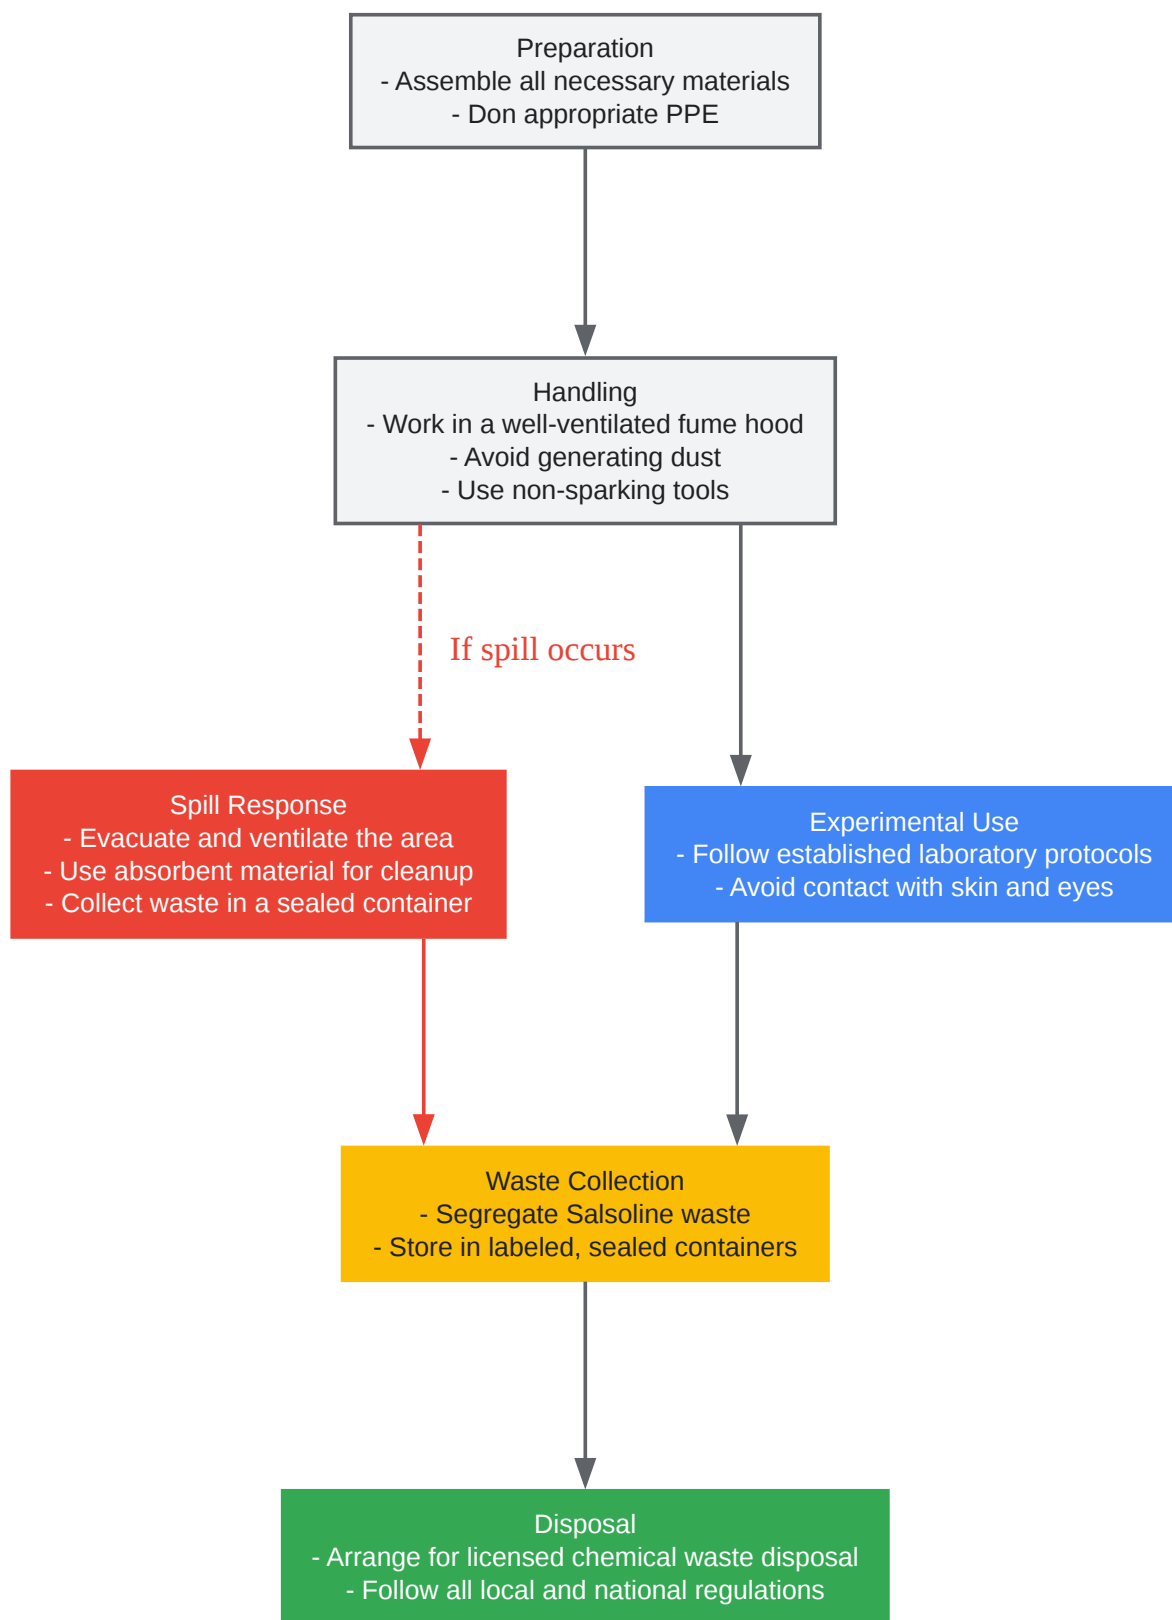 Preparation
- Assemble all necessary materials
- Don appropriate PPE
Handling
- Work in a well-ventilated fume hood
- Avoid generating dust
- Use non-sparking tools
If spill occurs
Spill Response
- Evacuate and ventilate the area
- Use absorbent material for cleanup
- Collect waste in a sealed container
Experimental Use
- Follow established laboratory protocols
- Avoid contact with skin and eyes
Waste Collection
- Segregate Salsoline waste
- Store in labeled, sealed containers
Disposal
- Arrange for licensed chemical waste disposal
- Follow all local and national regulations